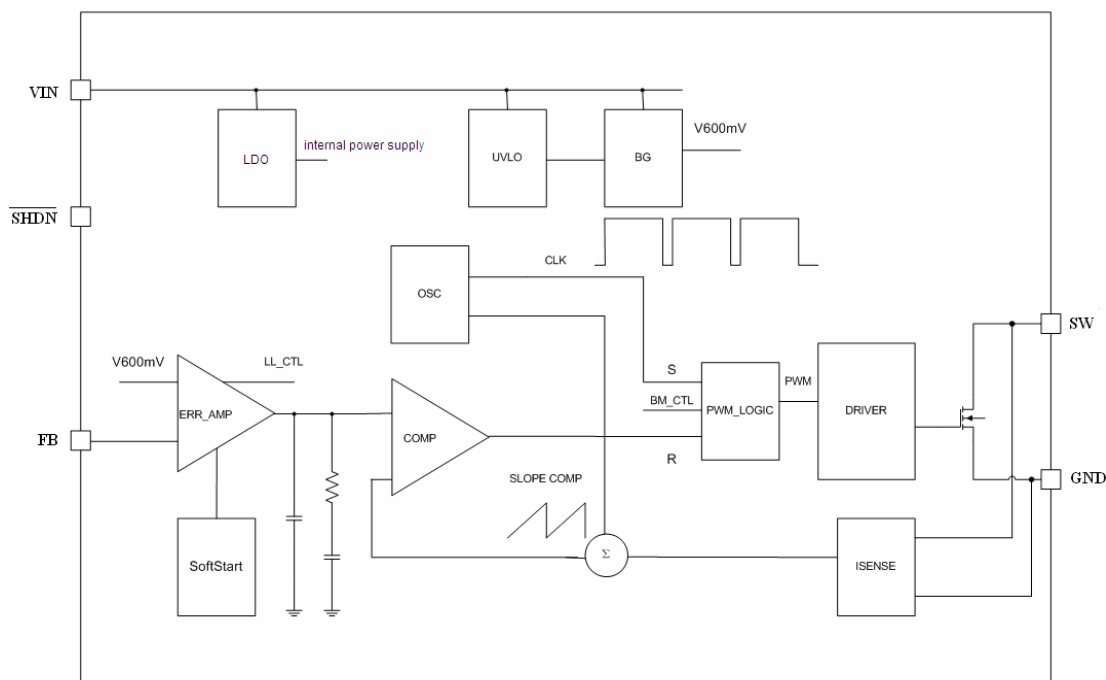 VIN
V600mV
internal power supply
LDO
UVLO
BG
SHDN
CLK
OSC
SW
V600mV
LL_CTL
S
PWM
BM_CTL
ERR_AMP
PWM_LOGIC
DRIVER
FB
COMP
R
SLOPE COMP
GND
Σ
SoftStart
ISENSE